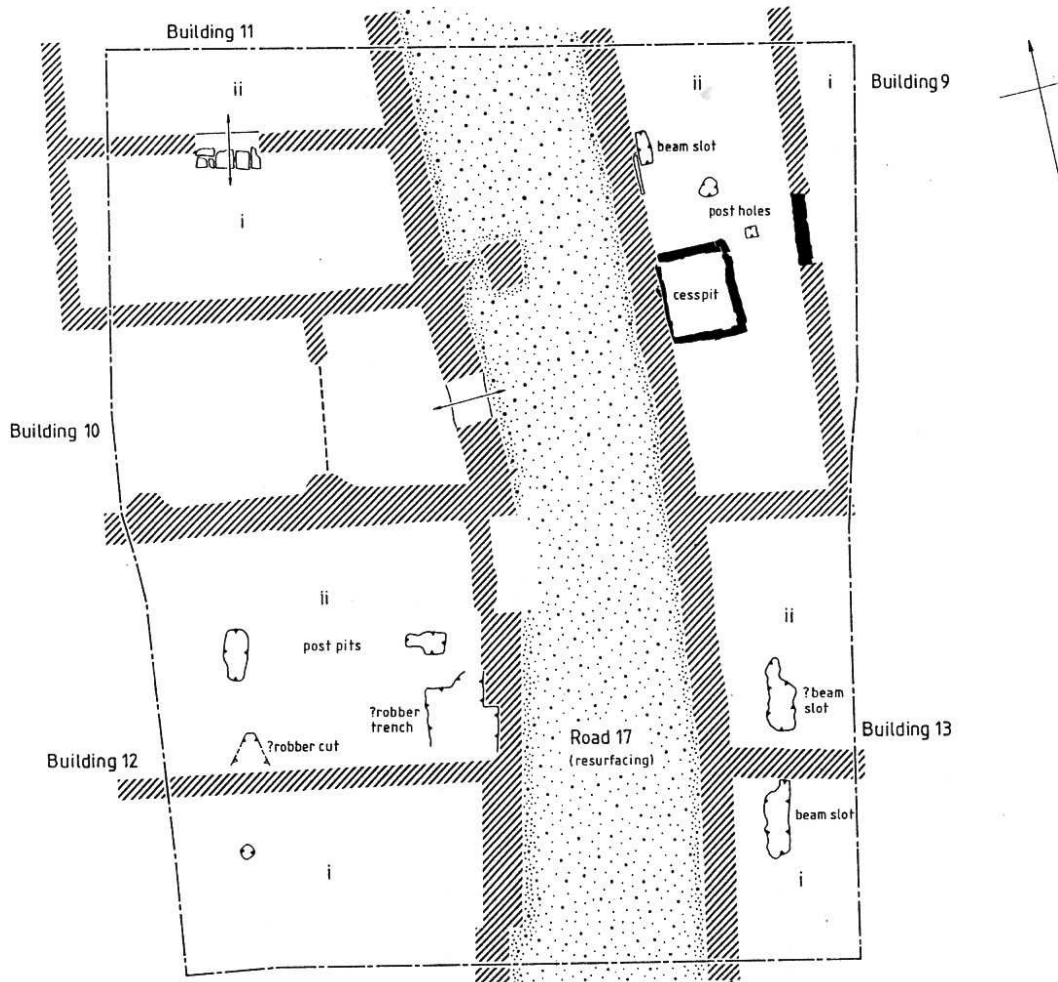 Building 11
ii
ii
i
Building 9
beam slot
post holes
i
cesspit
Building 10
ii
ii
post pits
?robber
trench
?beam
slot
?robber cut
Road 17
(resurfacing)
Building 13
Building 12
beam slot
i
i